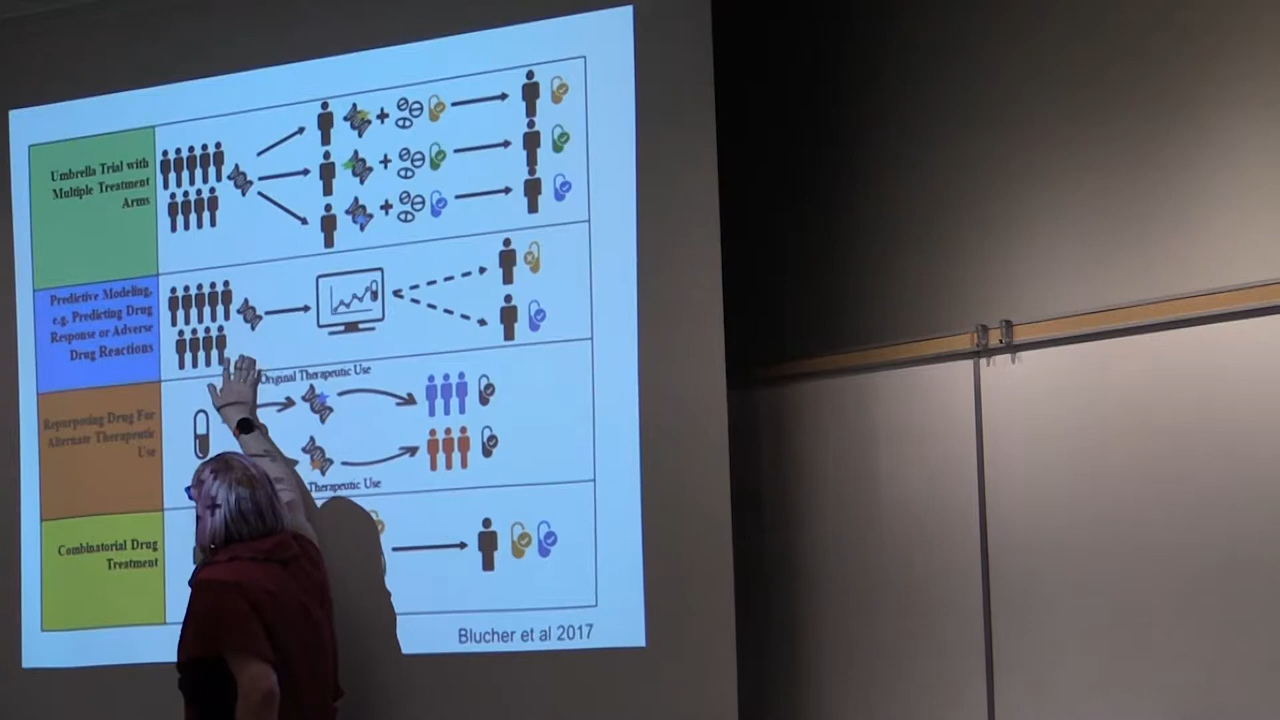 Umbrella Trial with
Multiple Treatment
Arms
Predictive Modeling,
e.g. Predicting Drug
Response or Adverse
Drug Reactions
Original Therapeutic Use
Repurposing Drug For
Alternate Therapeutic
Use
Therapeutic Use
Combinatorial Drug
Treatment
Blucher et al 2017